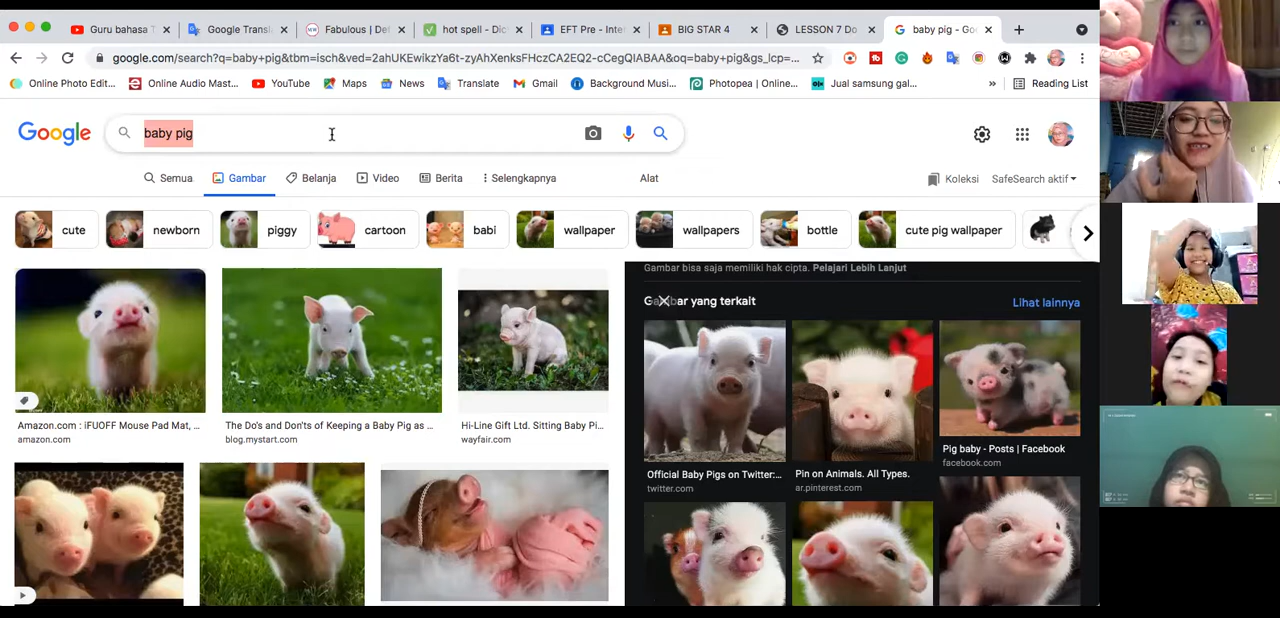 Guru bahasa T
Google Transl
Fabulous | Def
hot spell - Dic
EFT Pre - Inte
BIG STAR 4
LESSON 7 Do
baby pig - Goo
google.com/search?q=baby+pig&tbm=isch&ved=2ahUKEwikzYa6t-zyAhXenksFHczCA2EQ2-cCegQIABAA&oq=baby+pig&gs_lcp=...
Online Photo Edit...
Online Audio Mast...
YouTube
Maps
News
Translate
Gmail
Background Musi...
Photopea | Online...
Jual samsung gal...
»
Reading List
Google
baby pig
Semua
Gambar
Belanja
Video
Berita
Selengkapnya
Alat
Koleksi
SafeSearch aktif
cute
newborn
piggy
cartoon
babi
wallpaper
wallpapers
bottle
cute pig wallpaper
Gambar bisa saja memiliki hak cipta. Pelajari Lebih Lanjut
Gambar yang terkait
Lihat lainnya
Amazon.com : iFUOFF Mouse Pad Mat, ...
amazon.com
The Do's and Don'ts of Keeping a Baby Pig as ...
blog.mystart.com
Hi-Line Gift Ltd. Sitting Baby Pi...
wayfair.com
Official Baby Pigs on Twitter:...
twitter.com
Pin on Animals. All Types.
ar.pinterest.com
Pig baby - Posts | Facebook
facebook.com